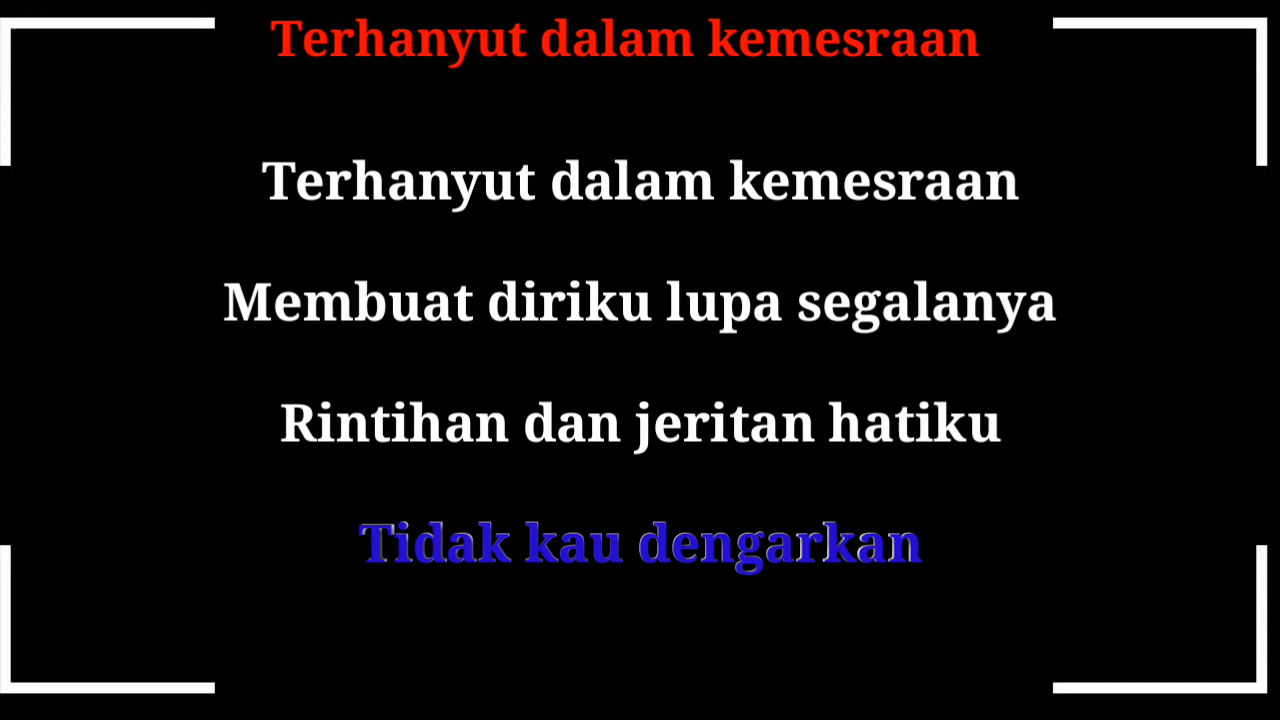 Terhanyut dalam kemesraan
Terhanyut dalam kemesraan
Membuat diriku lupa segalanya
Rintihan dan jeritan hatiku
Tidak kau dengarkan